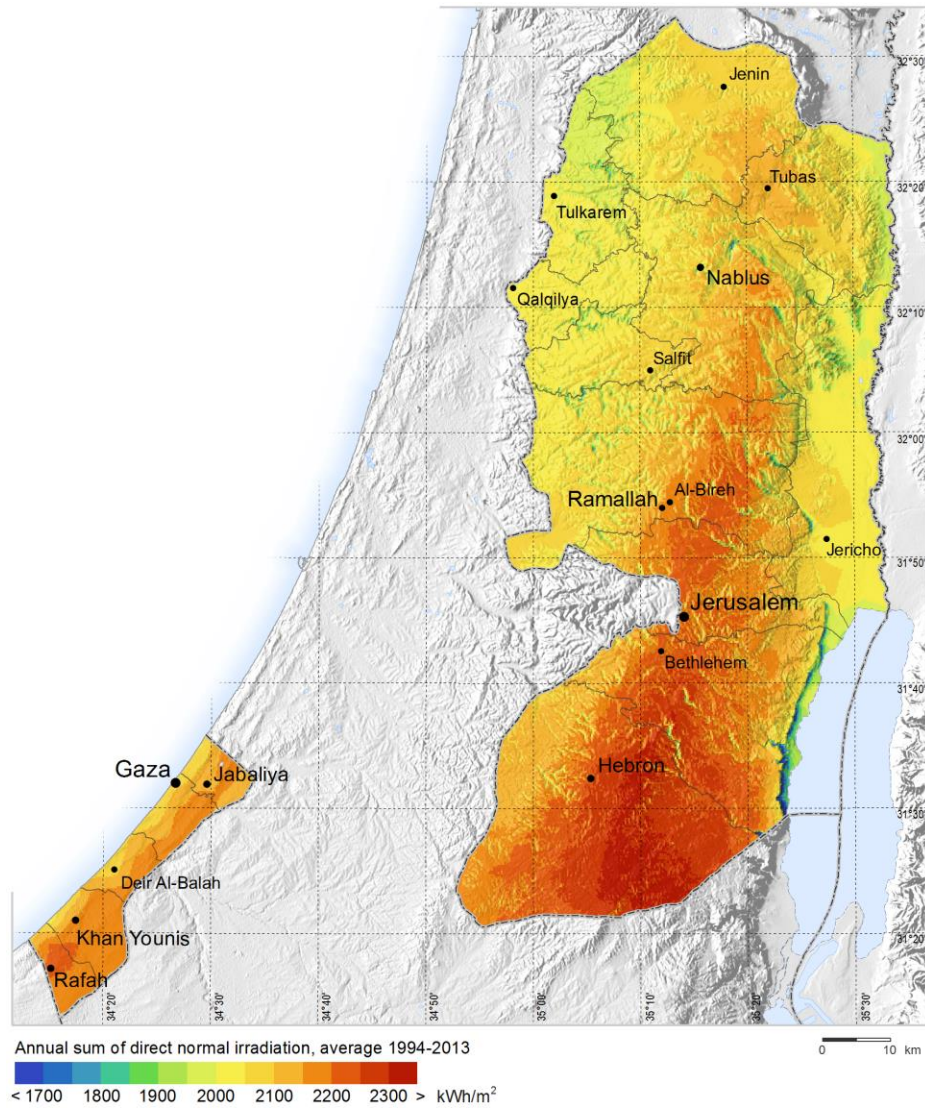 32°30'
Jenin
Tubas
32°20'
Tulkarem
Nablus
Qalqilya
32°10'
Salfit
32°00'
Al-Bireh
Ramallah
Jericho
31°50'
Jerusalem
Bethlehem
31°40'
Gaza
Jabaliya
Hebron
31°30'
Deir Al-Balah
Khan Younis
31°20'
Rafah
34°20'
34°30'
34°40'
34°50'
35°00'
35°10'
35°20'
35°30'
Annual sum of direct normal irradiation, average 1994-2013
0 10 km
< 1700 1800 1900 2000 2100 2200 2300 > kWh/m²